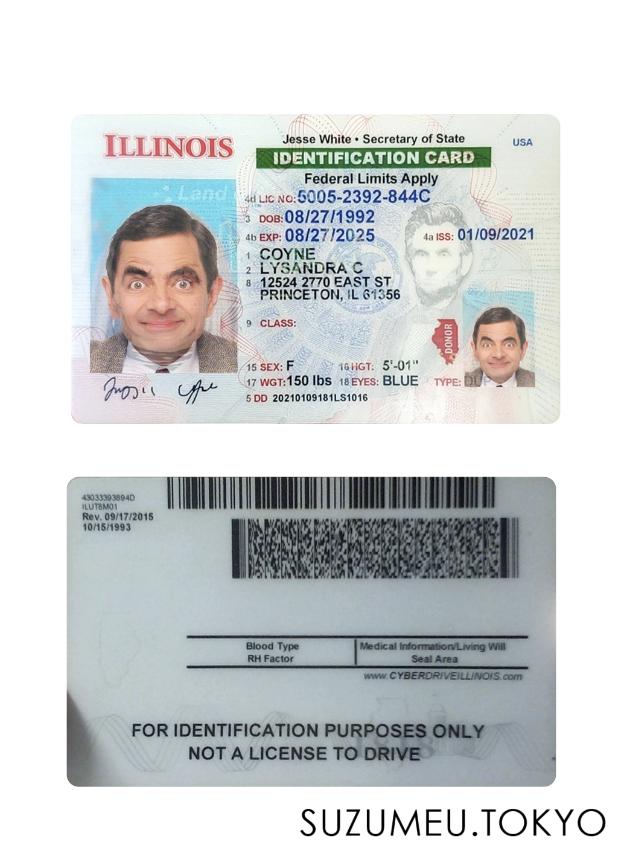 ILLINOIS
Jesse White • Secretary of State
USA
IDENTIFICATION CARD
Federal Limits Apply
4d LIC NO: 5005-2392-844C
3 DOB: 08/27/1992
4b EXP: 08/27/2025 4a ISS: 01/09/2021
1 COYNE
2 LYSANDRA C
8 12524 2770 EAST ST
PRINCETON, IL 61356
9 CLASS:
DONOR
15 SEX: F 16 HGT: 5'-01"
17 WGT: 150 lbs 18 EYES: BLUE TYPE: DUP
5 DD 20210109181LS1016
43033393894D
ILUT8M01
Rev. 09/17/2015
10/15/1993
Blood Type
RH Factor
Medical Information/Living Will
Seal Area
www.CYBERDRIVEILLINOIS.com
FOR IDENTIFICATION PURPOSES ONLY
NOT A LICENSE TO DRIVE
SUZUMEU.TOKYO